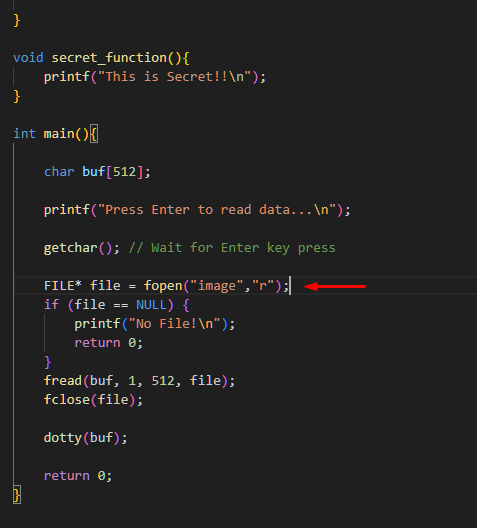 }
void secret_function(){
printf("This is Secret!!\n");
}
int main(){
char buf[512];
printf("Press Enter to read data...\n");
getchar(); // Wait for Enter key press
FILE* file = fopen("image","r");
if (file == NULL) {
printf("No File!\n");
return 0;
}
fread(buf, 1, 512, file);
fclose(file);
dotty(buf);
return 0;
}